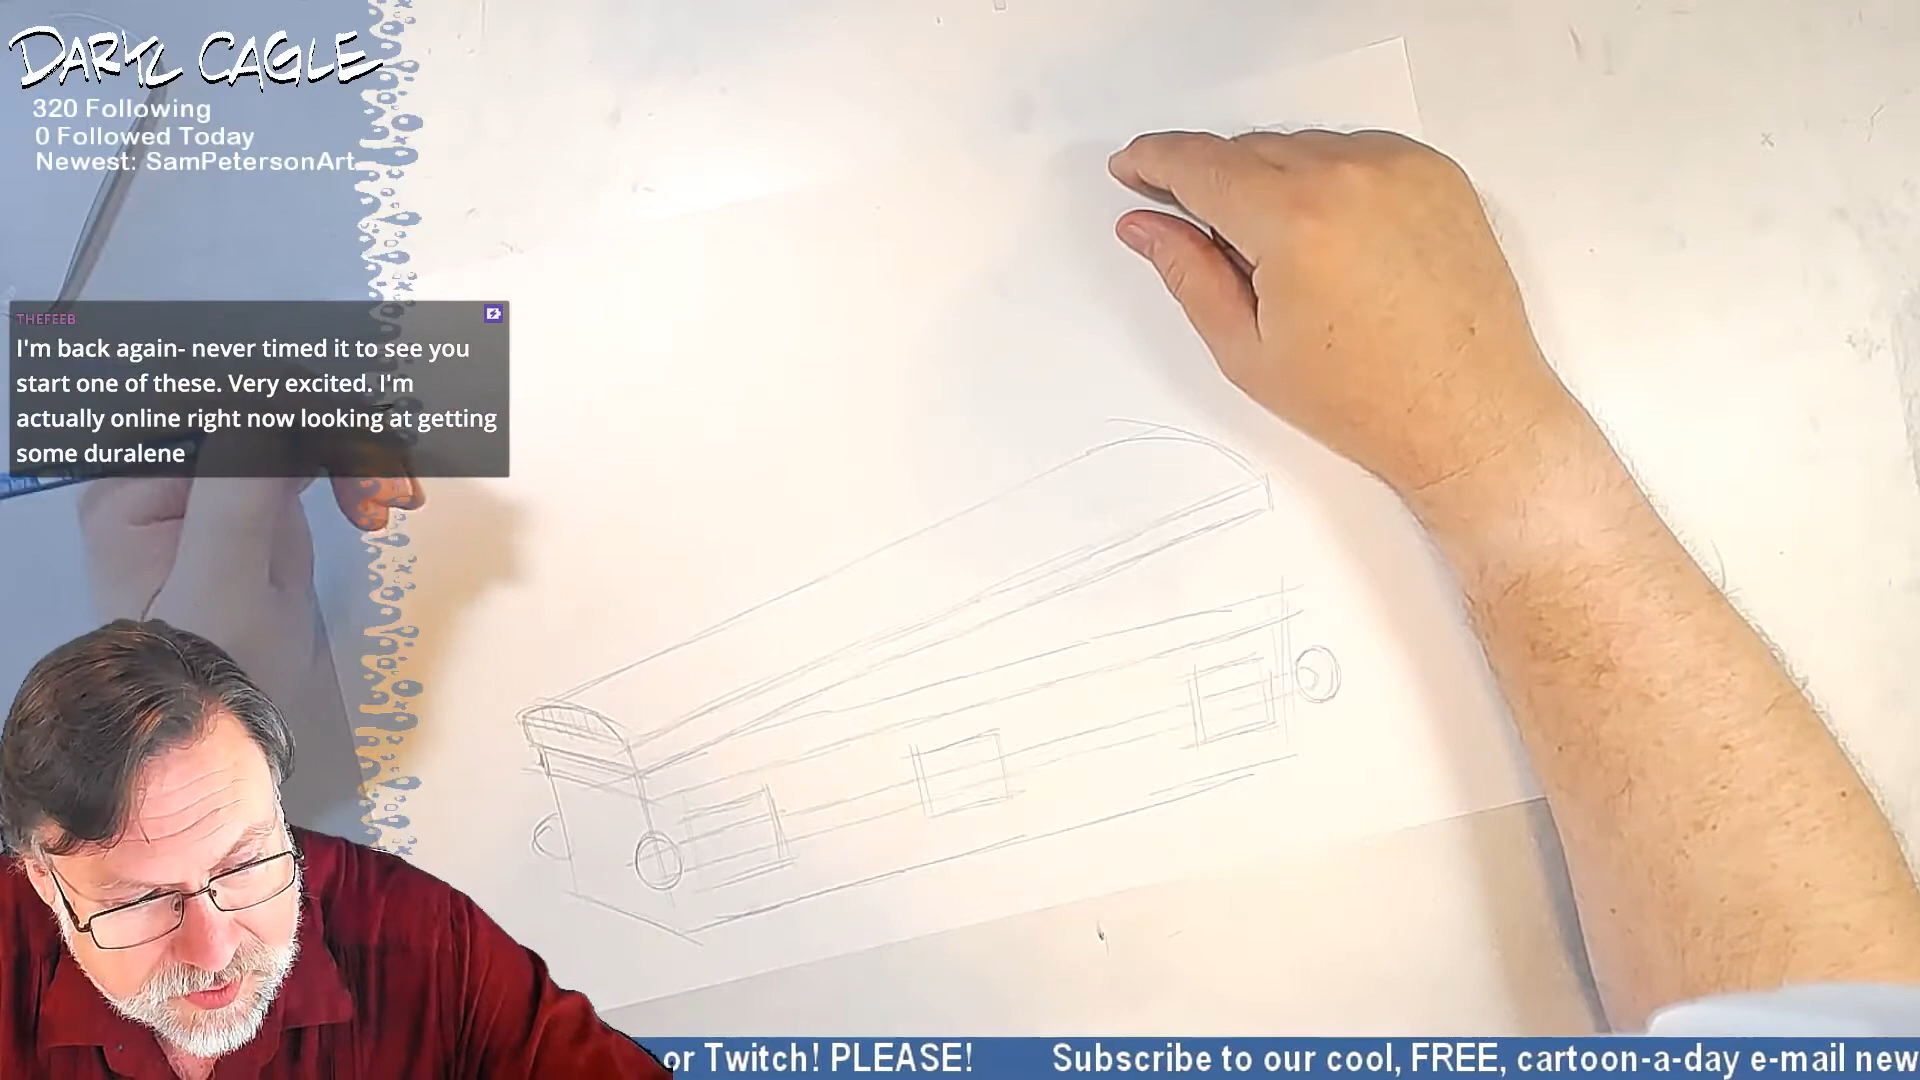 DARYL CAGLE
320 Following
0 Followed Today
Newest: SamPetersonArt
THEFEEB
I'm back again- never timed it to see you
start one of these. Very excited. I'm
actually online right now looking at getting
some duralene
or Twitch! PLEASE! Subscribe to our cool, FREE, cartoon-a-day e-mail new